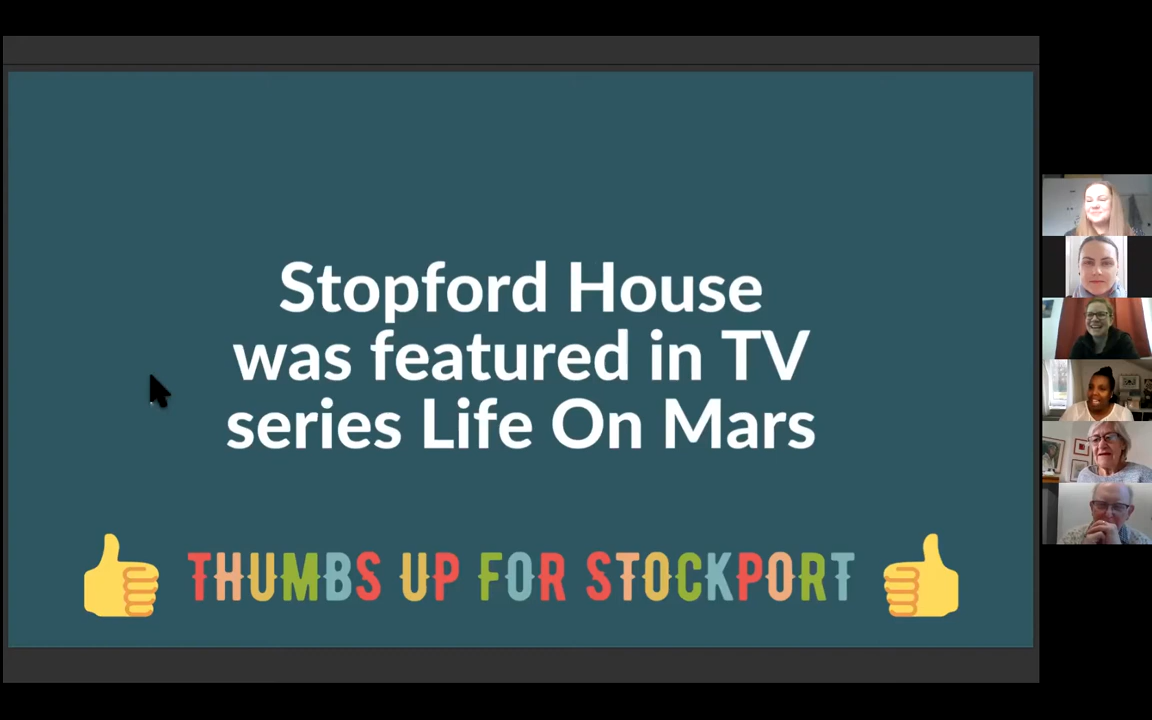 Stopford House
was featured in TV
series Life On Mars
THUMBS UP FOR STOCKPORT